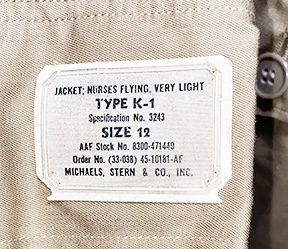 JACKET; NURSES FLYING, VERY LIGHT
TYPE K-1
Specification No. 3243
SIZE 12
AAF Stock No. 8300-471440
Order No. (33-038) 45-10181-AF
MICHAELS, STERN & CO., INC.